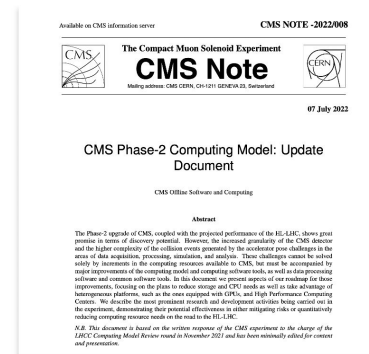 Available on CMS information server
CMS NOTE -2022/008
CMS
The Compact Muon Solenoid Experiment
CMS Note
Mailing address: CMS CERN, CH-1211 GENEVA 23, Switzerland
CERN
07 July 2022
CMS Phase-2 Computing Model: Update
Document
CMS Offline Software and Computing
Abstract
The Phase-2 upgrade of CMS, coupled with the projected performance of the HL-LHC, shows great
promise in terms of discovery potential. However, the increased granularity of the CMS detector
and the higher complexity of the collision events generated by the accelerator pose challenges in the
areas of data acquisition, processing, simulation, and analysis. These challenges cannot be solved
solely by increments in the computing resources available to CMS, but must be accompanied by
major improvements of the computing model and computing software tools, as well as data processing
software and common software tools. In this document we present aspects of our roadmap for those
improvements, focusing on the plans to reduce storage and CPU needs as well as take advantage of
heterogeneous platforms, such as the ones equipped with GPUs, and High Performance Computing
Centers. We describe the most prominent research and development activities being carried out in
the experiment, demonstrating their potential effectiveness in either mitigating risks or quantitatively
reducing computing resource needs on the road to the HL-LHC.
N.B. This document is based on the written response of the CMS experiment to the charge of the
LHCC Computing Model Review round in November 2021 and has been minimally edited for content
and presentation.